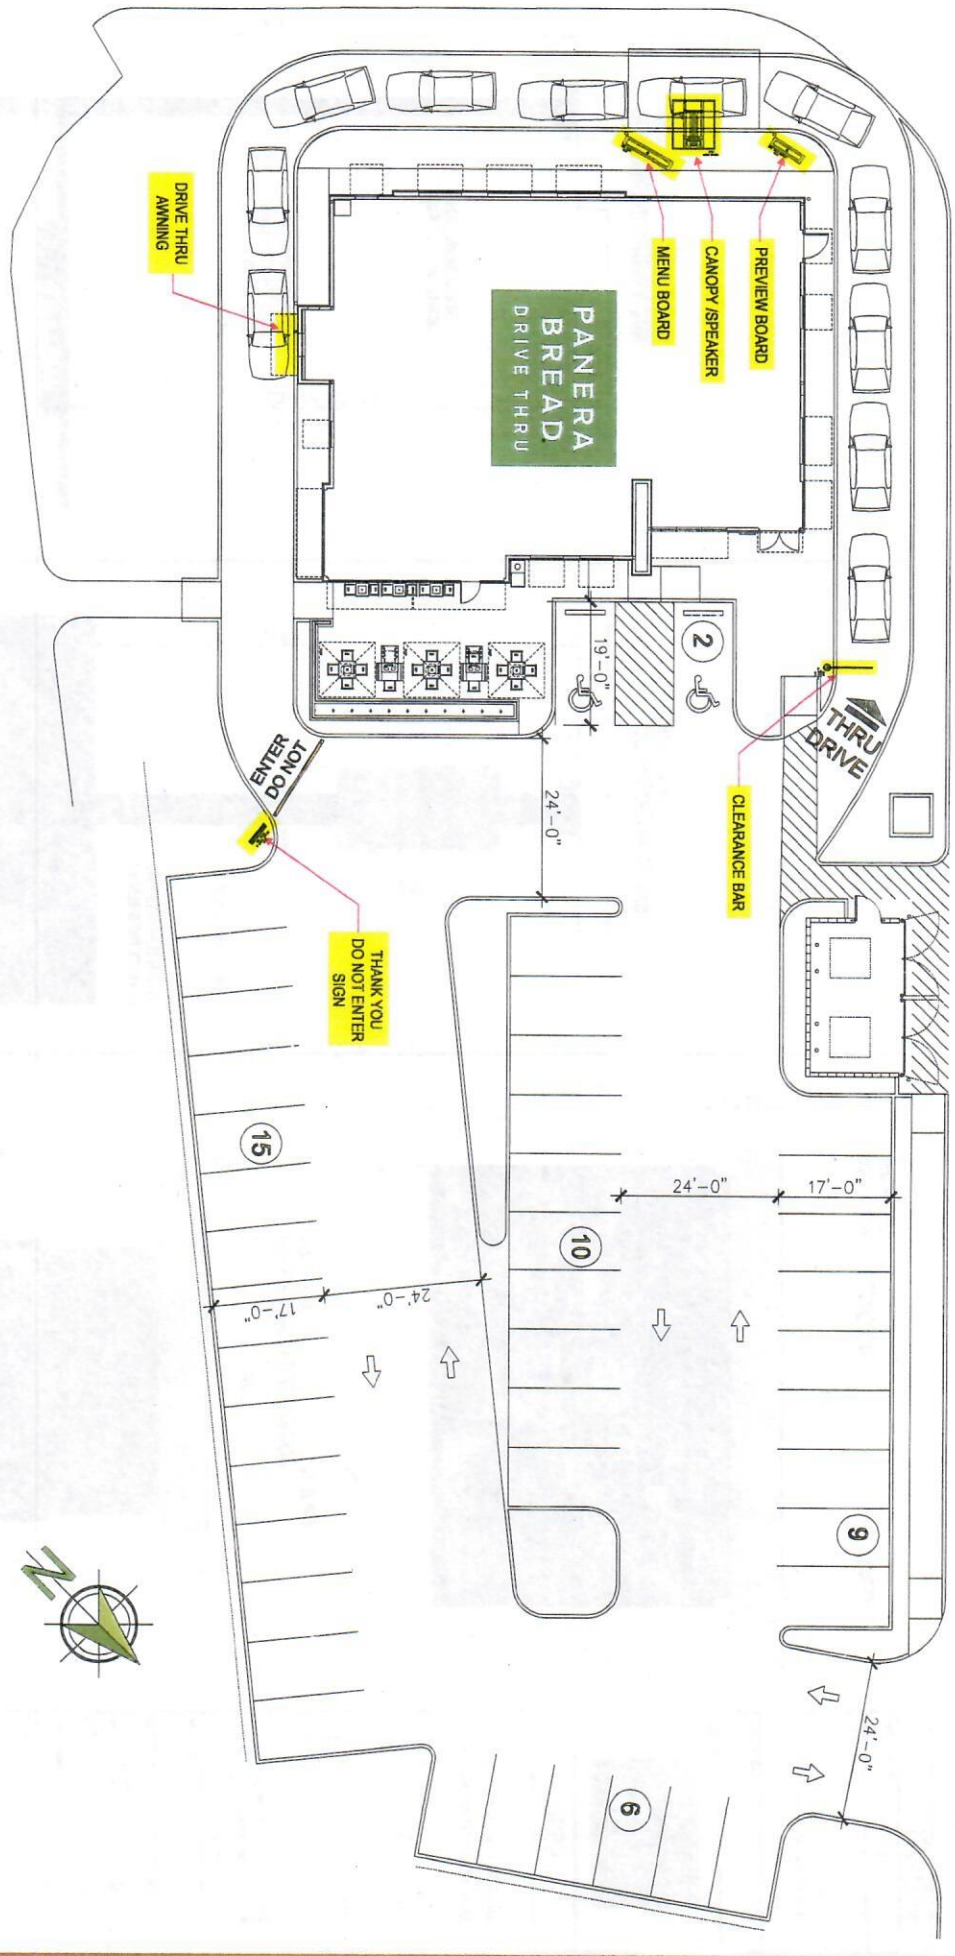 DRIVE THRU
AWNING
MENU BOARD
CANOPY /SPEAKER
PREVIEW BOARD
PANERA
BREAD
DRIVE THRU
2
19'-0"
THRU
DRIVE
ENTER
DO NOT
CLEARANCE BAR
24'-0"
THANK YOU
DO NOT ENTER
SIGN
15
10
24'-0"
17'-0"
17'-0"
24'-0"
9
24'-0"
6
N